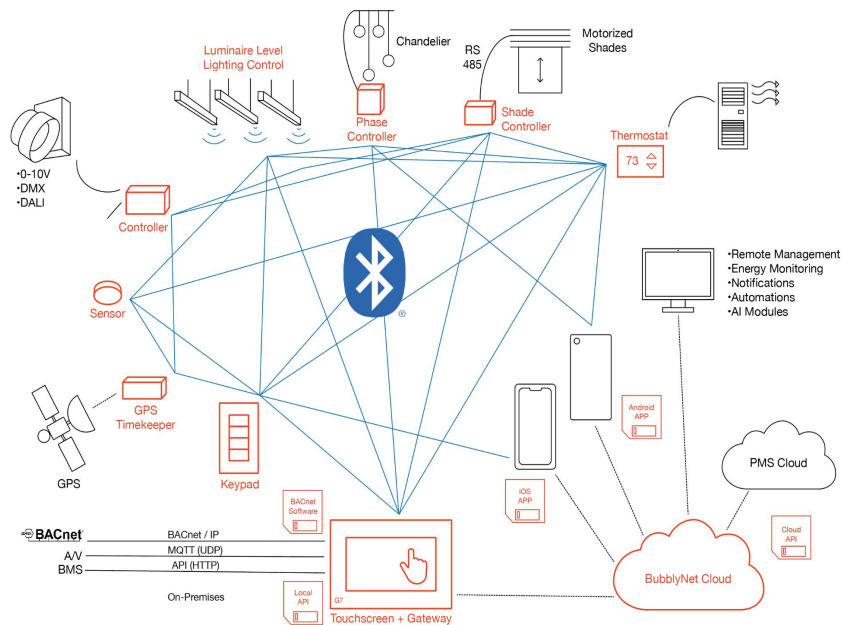 Luminaire Level
Lighting Control
Chandelier
RS
485
Motorized
Shades
Phase
Controller
Shade
Controller
Thermostat
73
•0-10V
•DMX
•DALI
Controller
Sensor
®
•Remote Management
•Energy Monitoring
•Notifications
•Automations
•AI Modules
GPS
Timekeeper
GPS
Keypad
Android
APP
iOS
APP
PMS Cloud
BACnet
Software
Cloud
API
BACnet
BACnet / IP
A/V
MQTT (UDP)
BMS
API (HTTP)
On-Premises
Local
API
G7
Touchscreen + Gateway
BubblyNet Cloud